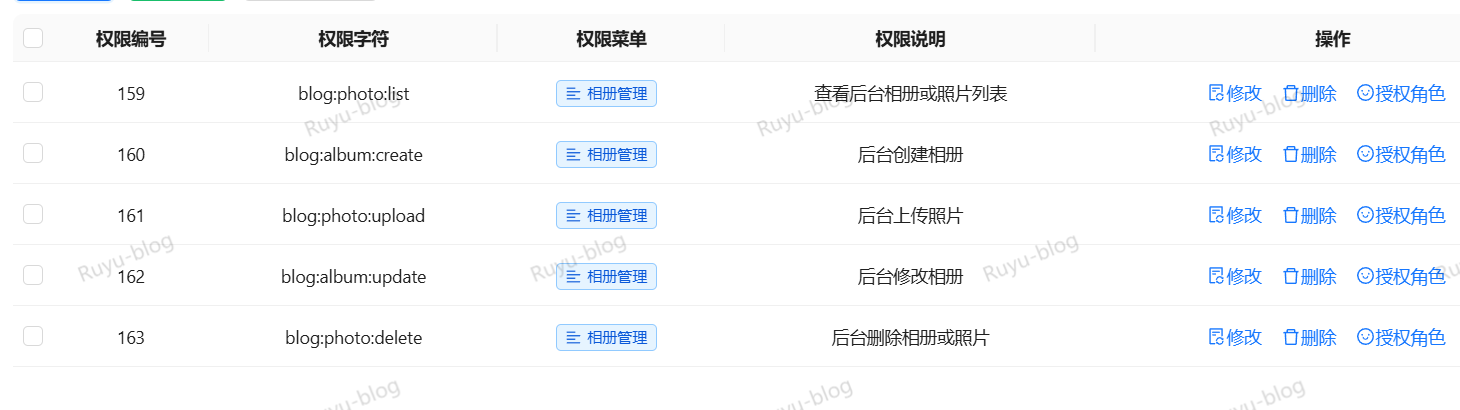 权限编号 权限字符 权限菜单 权限说明 操作
159 blog:photo:list 相册管理 查看后台相册或照片列表 修改 删除 授权角色
Ruyu-blog Ruyu-blog Ruyu-blog
160 blog:album:create 相册管理 后台创建相册 修改 删除 授权角色
161 blog:photo:upload 相册管理 后台上传照片 修改 删除 授权角色
Ruyu-blog Ruyu-blog Ruyu-blog Ru
162 blog:album:update 相册管理 后台修改相册 修改 删除 授权角色
163 blog:photo:delete 相册管理 后台删除相册或照片 修改 删除 授权角色
yu-blog yu-blog yu-blog